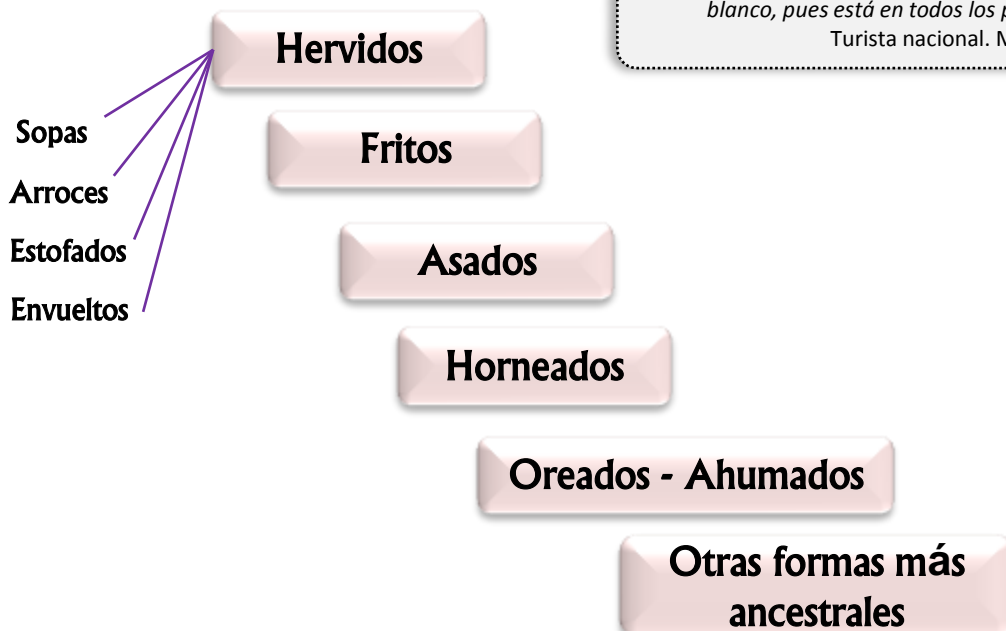 blanco, pues está en todos los
Turista nacional.
Hervidos
Sopas
Arroces
Estofados
Envueltos
Fritos
Asados
Horneados
Oreados - Ahumados
Otras formas más
ancestrales